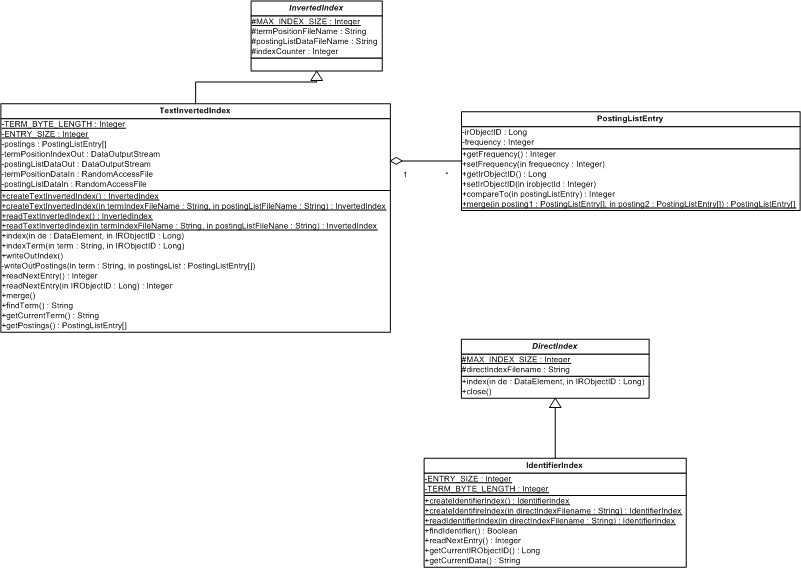 InvertedIndex
#MAX_INDEX_SIZE : Integer
#termPositionFileName : String
#postingListDataFileName : String
#indexCounter : Integer
TextInvertedIndex
-TERM_BYTE_LENGTH : Integer
-ENTRY_SIZE : Integer
-postings : PostingListEntry[]
-termPositionIndexOut : DataOutputStream
-postingListDataOut : DataOutputStream
-termPositionDataIn : RandomAccessFile
-postingListDataIn : RandomAccessFile
+createTextInvertedIndex() : InvertedIndex
+createTextInvertedIndex(in termIndexFileName : String, in postingListFileName : String) : InvertedIndex
+readTextInvertedIndex() : InvertedIndex
+readTextInvertedIndex(in termIndexFileName : String, in postingListFileName : String) : InvertedIndex
+index(in de : DataElement, in IRObjectID : Long)
+indexTerm(in term : String, in IRObjectID : Long)
+writeOutIndex()
-writeOutPostings(in term : String, in postingsList : PostingListEntry[])
+readNextEntry() : Integer
+readNextEntry(in IRObjectID : Long) : Integer
+merge()
+findTerm() : String
+getCurrentTerm() : String
+getPostings() : PostingListEntry[]
1
*
PostingListEntry
-irObjectID : Long
-frequency : Integer
+getFrequency() : Integer
+setFrequency(in frequecncy : Integer)
+getIrObjectID() : Long
+setIrObjectID(in irobjectId : Integer)
+compareTo(in postingEntry) : Integer
+merge(in posting1 : PostingListEntry[], in posting2 : PostingListEntry[]) : PostingListEntry[]
DirectIndex
#MAX_INDEX_SIZE : Integer
#directIndexFilename : String
+index(in de : DataElement, in IRObjectID : Long)
+close()
IdentifierIndex
-ENTRY_SIZE : Integer
-TERM_BYTE_LENGTH : Integer
+createIdentifierIndex() : IdentifierIndex
+createIdentifireIndex(in directIndexFilename : String) : IdentifierIndex
+readIdentifierIndex(in directIndexFilename : String) : IdentifierIndex
+findIdentifier() : Boolean
+readNextEntry() : Integer
+getCurrentIRObjectID() : Long
+getCurrentData() : String